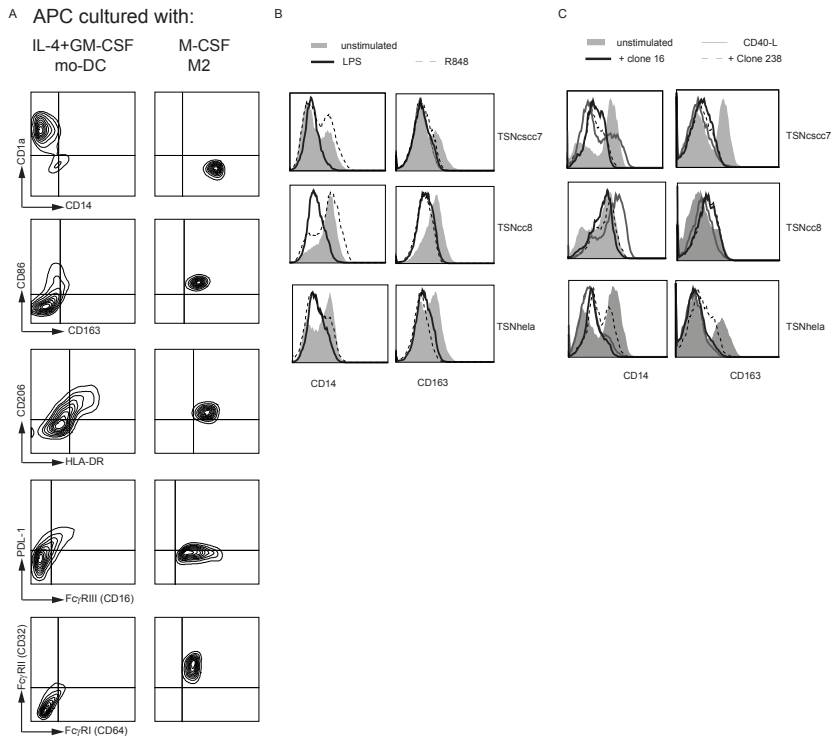 A APC cultured with:
IL-4+GM-CSF
mo-DC
M-CSF
M2
CD1a
CD14
CD86
CD163
CD206
HLA-DR
PDL-1
FcγRIII (CD16)
FcγRII (CD32)
FcγRI (CD64)
B
unstimulated
LPS
R848
TSNcscc7
TSNcc8
TSNhela
CD14
CD163
C
unstimulated
CD40-L
+ clone 16
+ Clone 238
TSNcscc7
TSNcc8
TSNhela
CD14
CD163